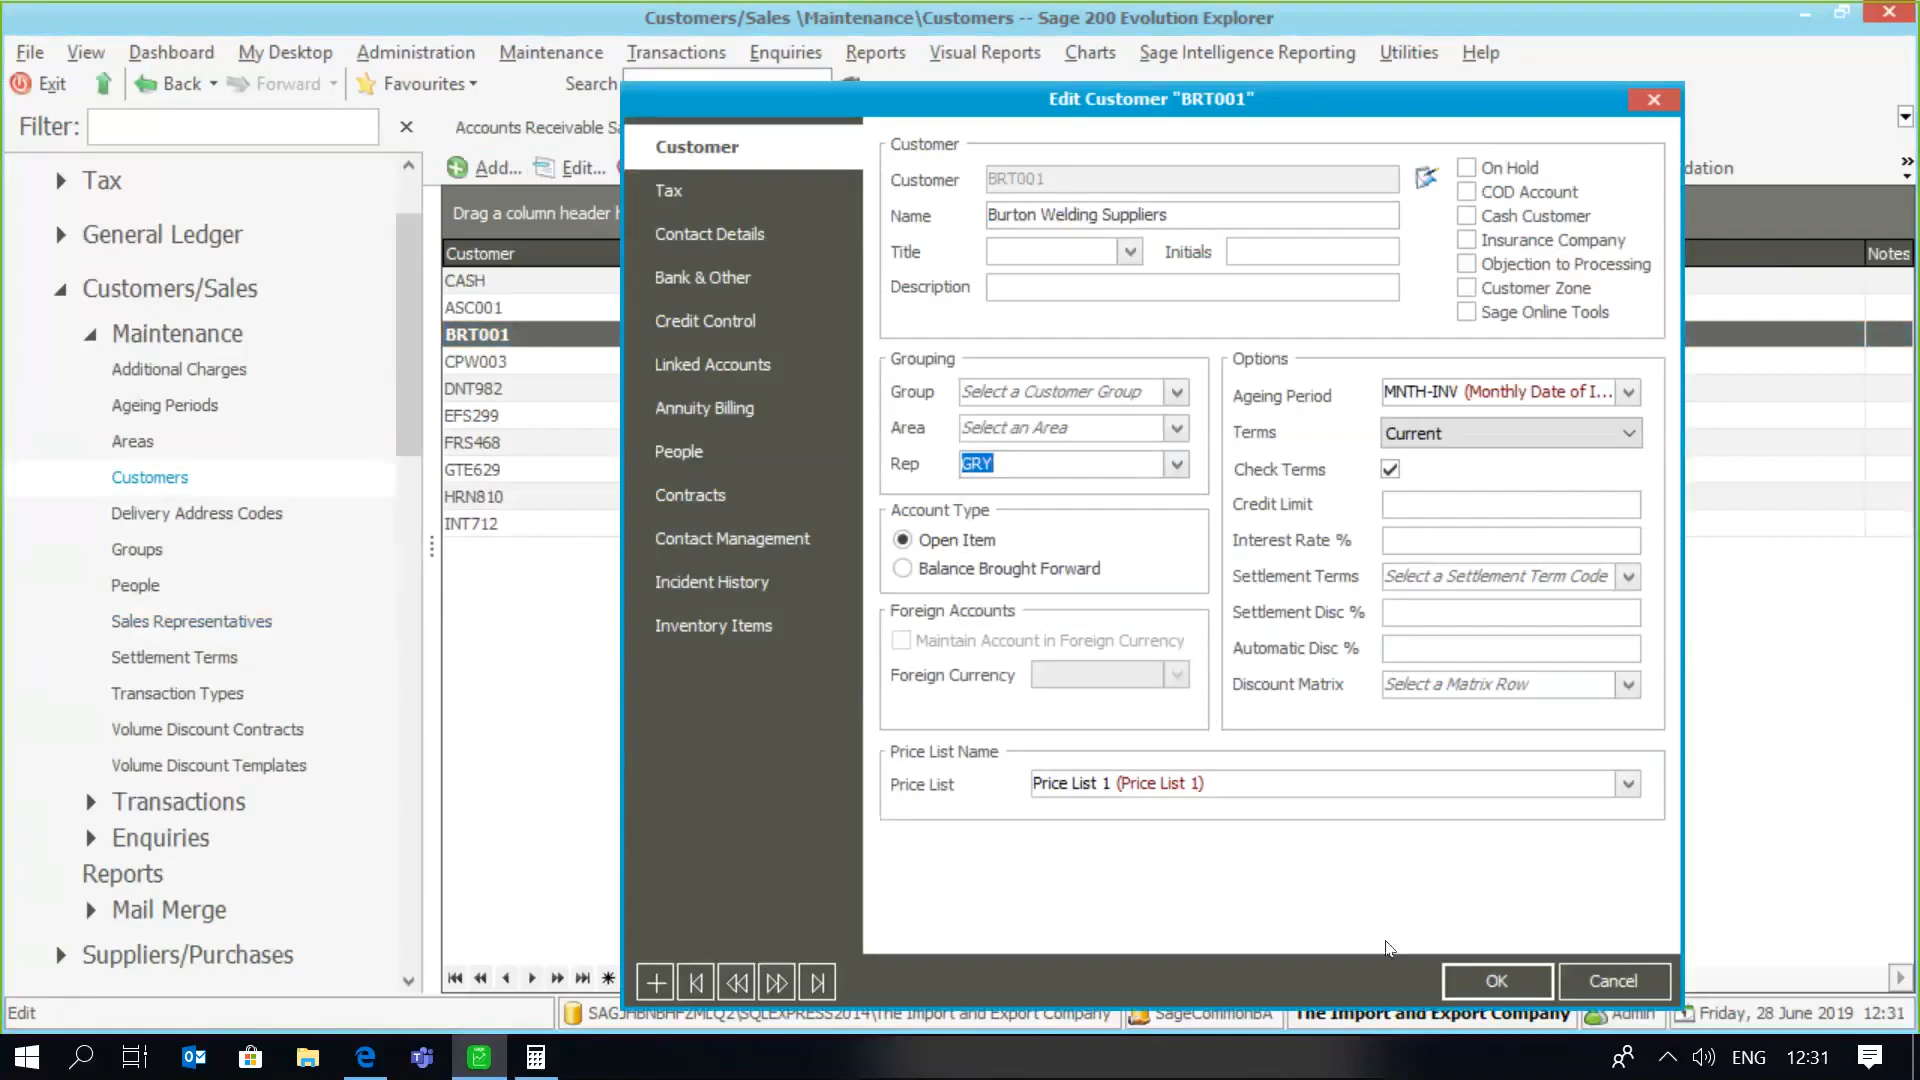 Customers/Sales \Maintenance\Customers -- Sage 200 Evolution Explorer
File View Dashboard My Desktop Administration Maintenance Transactions Enquiries Reports Visual Reports Charts Sage Intelligence Reporting Utilities Help
Exit Back Forward Favourites Search
Filter:
Accounts Receivable Sa
Add... Edit...
dation
Drag a column header h
Customer
Notes
CASH
ASC001
BRT001
CPW003
DNT982
EFS299
FRS468
GTE629
HRN810
INT712
Tax
General Ledger
Customers/Sales
Maintenance
Additional Charges
Ageing Periods
Areas
Customers
Delivery Address Codes
Groups
People
Sales Representatives
Settlement Terms
Transaction Types
Volume Discount Contracts
Volume Discount Templates
Transactions
Enquiries
Reports
Mail Merge
Suppliers/Purchases
Edit Customer "BRT001"
Customer
Tax
Contact Details
Bank & Other
Credit Control
Linked Accounts
Annuity Billing
People
Contracts
Contact Management
Incident History
Inventory Items
Customer
Customer BRT001
Name Burton Welding Suppliers
Title Initials
Description
On Hold
COD Account
Cash Customer
Insurance Company
Objection to Processing
Customer Zone
Sage Online Tools
Grouping
Group Select a Customer Group
Area Select an Area
Rep GRY
Account Type
Open Item
Balance Brought Forward
Foreign Accounts
Maintain Account in Foreign Currency
Foreign Currency
Options
Ageing Period MNTH-INV (Monthly Date of I...
Terms Current
Check Terms
Credit Limit
Interest Rate %
Settlement Terms Select a Settlement Term Code
Settlement Disc %
Automatic Disc %
Discount Matrix Select a Matrix Row
Price List Name
Price List Price List 1 (Price List 1)
OK Cancel
Edit
SageCommonBA
The Import and Export Company
Admin
Friday, 28 June 2019 12:31
ENG 12:31